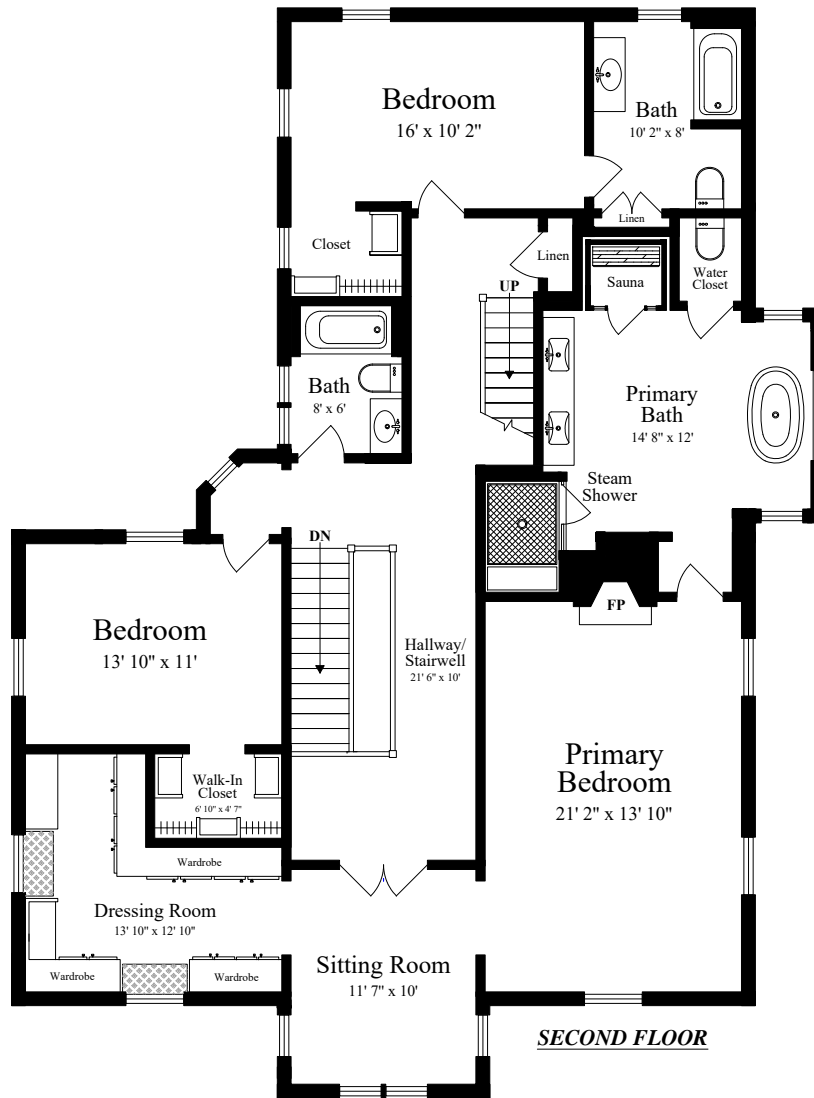 Bedroom
16' x 10' 2"
Bath
10' 2" x 8'
Linen
Closet
Linen
Sauna
Water
Closet
UP
Bath
8' x 6'
Primary
Bath
14' 8" x 12'
Steam
Shower
DN
FP
Bedroom
13' 10" x 11'
Hallway/
Stairwell
21' 6" x 10'
Primary
Bedroom
21' 2" x 13' 10"
Walk-In
Closet
6' 10" x 4' 7"
Wardrobe
Dressing Room
13' 10" x 12' 10"
Wardrobe
Wardrobe
Sitting Room
11' 7" x 10'
SECOND FLOOR